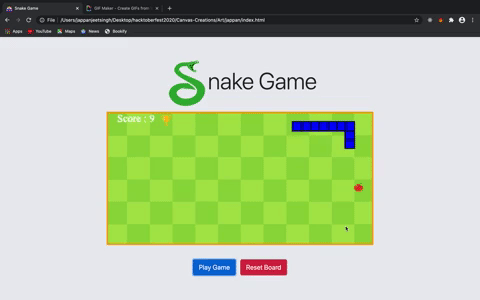 Snake Game
GIF Maker - Create GIFs from
File | /Users/jappanjeetsingh/Desktop/hacktoberfest2020/Canvas-Creations/Art/jappan/index.html
Apps YouTube Maps News Bookify
Snake Game
Score : 9
Play Game Reset Board